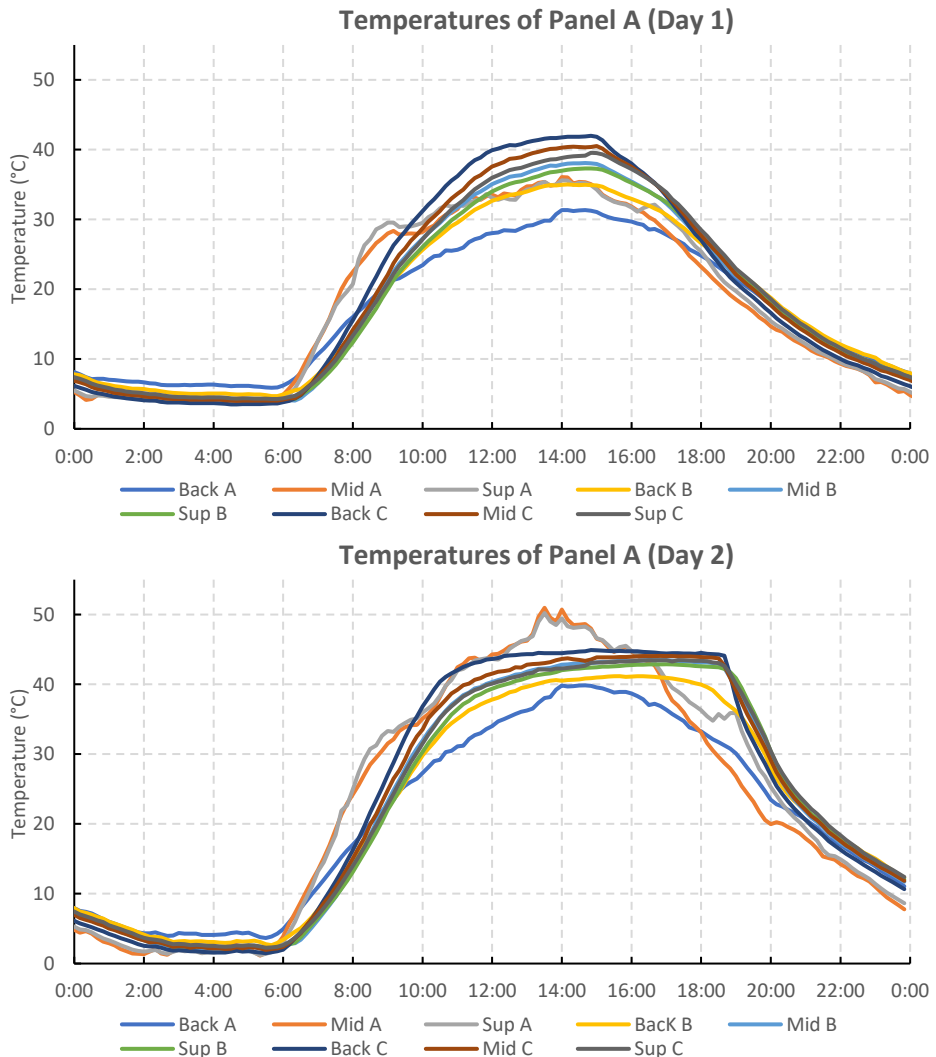 Temperatures of Panel A (Day 1)
Temperature (°C)
50
40
30
20
10
0
0:00 2:00 4:00 6:00 8:00 10:00 12:00 14:00 16:00 18:00 20:00 22:00 0:00
Back A Mid A Sup A BacK B Mid B
Sup B Back C Mid C Sup C
Temperatures of Panel A (Day 2)
Temperature (°C)
50
40
30
20
10
0
0:00 2:00 4:00 6:00 8:00 10:00 12:00 14:00 16:00 18:00 20:00 22:00 0:00
Back A Mid A Sup A BacK B Mid B
Sup B Back C Mid C Sup C